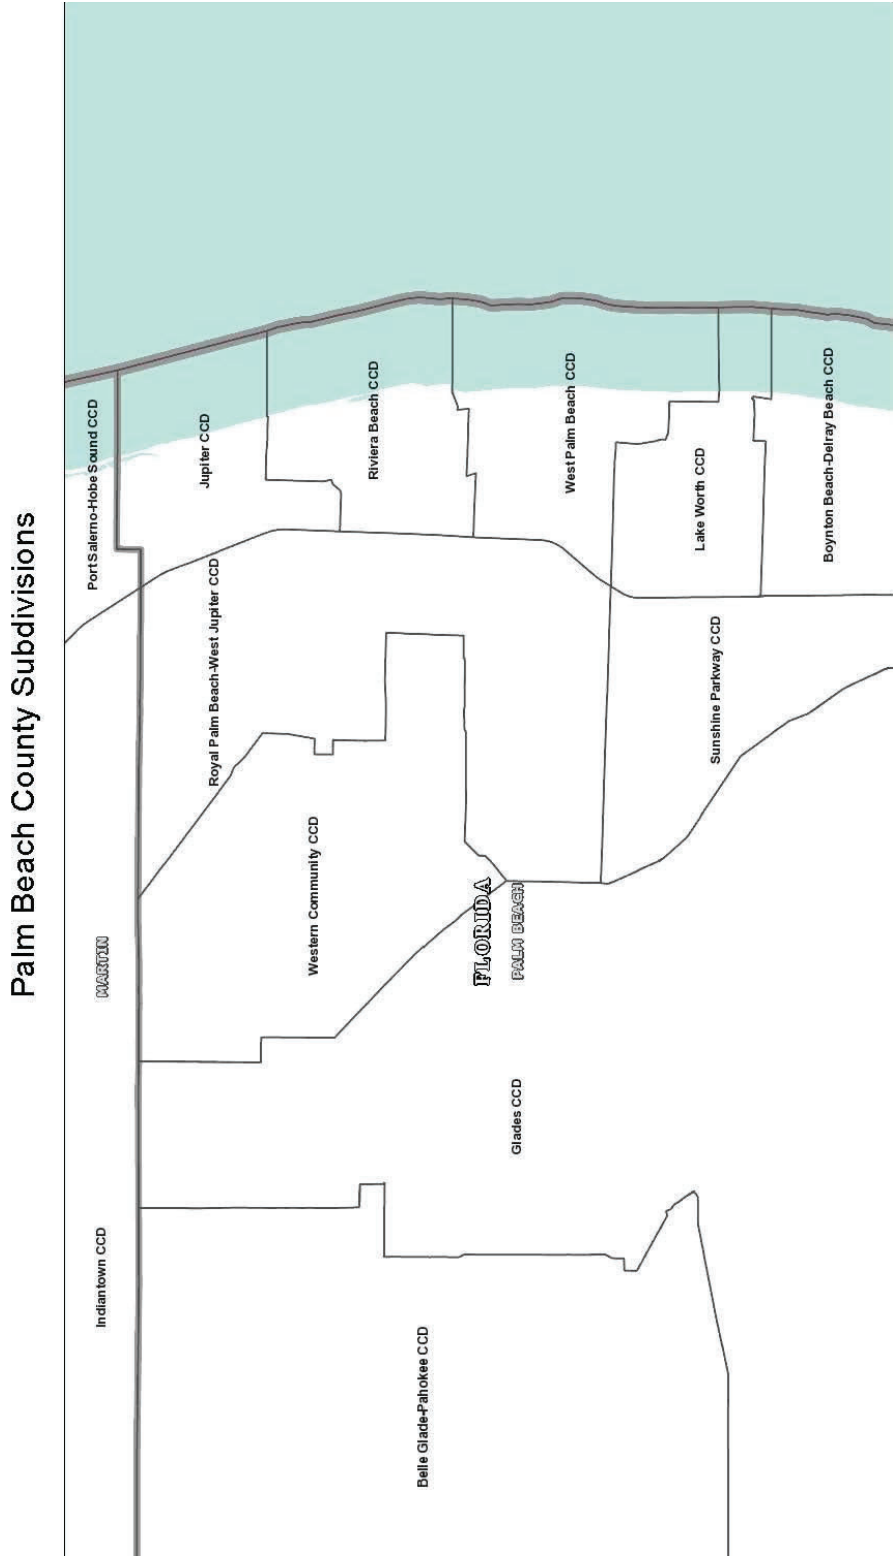 Palm Beach County Subdivisions
Port Salerno-Hobe Sound CCD
MARTIN
Indiantown CCD
Jupiter CCD
Royal Palm Beach-West Jupiter CCD
Riviera Beach CCD
Western Community CCD
Belle Glade-Pahokee CCD
FLORIDA
PALM BEACH
Glades CCD
West Palm Beach CCD
Lake Worth CCD
Sunshine Parkway CCD
Boynton Beach-Delray Beach CCD